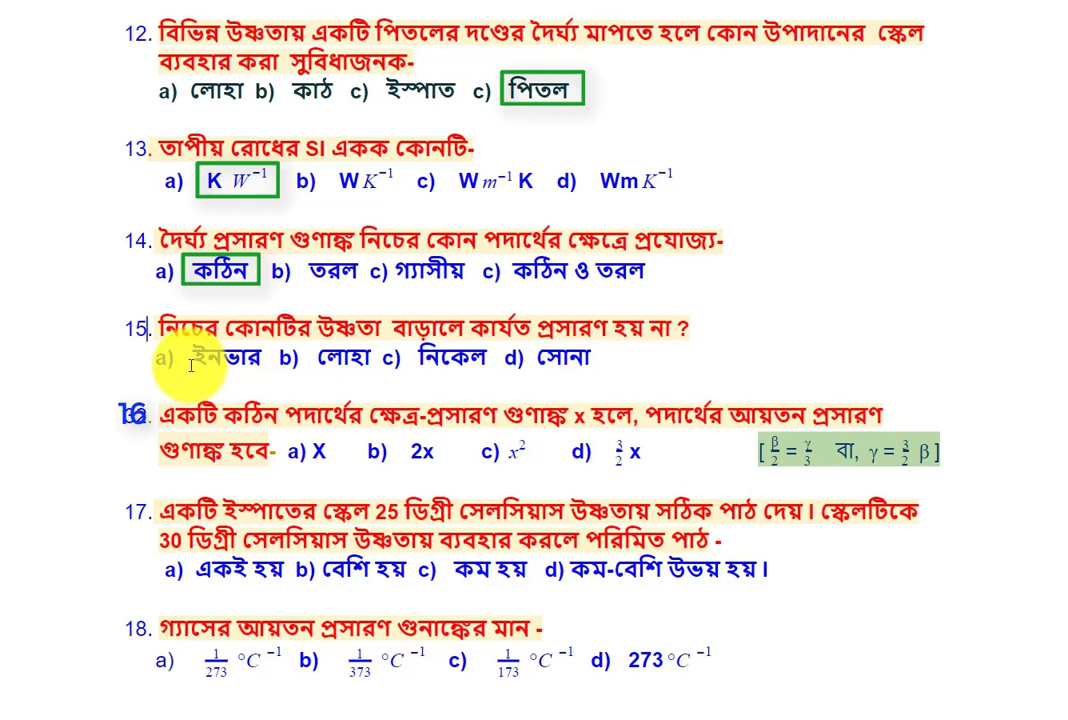 12. বিভিন্ন উষ্ণতায় একটি পিতলের দণ্ডের দৈর্ঘ্য মাপতে হলে কোন উপাদানের স্কেল
ব্যবহার করা সুবিধাজনক-
a) লোহা b) কাঠ c) ইস্পাত c) পিতল
13. তাপীয় রোধের SI একক কোনটি-
a) K W⁻¹ b) W K⁻¹ c) W m⁻¹ K d) Wm K⁻¹
14. দৈর্ঘ্য প্রসারণ গুণাঙ্ক নিচের কোন পদার্থের ক্ষেত্রে প্রযোজ্য-
a) কঠিন b) তরল c) গ্যাসীয় c) কঠিন ও তরল
15. নিচের কোনটির উষ্ণতা বাড়ালে কার্যত প্রসারণ হয় না ?
a) ইনভার b) লোহা c) নিকেল d) সোনা
16. একটি কঠিন পদার্থের ক্ষেত্র-প্রসারণ গুণাঙ্ক x হলে, পদার্থের আয়তন প্রসারণ
গুণাঙ্ক হবে- a) X b) 2x c) x² d) 3/2 x [ β/2 = γ/3 বা, γ = 3/2 β ]
17. একটি ইস্পাতের স্কেল 25 ডিগ্রী সেলসিয়াস উষ্ণতায় সঠিক পাঠ দেয়। স্কেলটিকে
30 ডিগ্রী সেলসিয়াস উষ্ণতায় ব্যবহার করলে পরিমিত পাঠ -
a) একই হয় b) বেশি হয় c) কম হয় d) কম-বেশি উভয় হয়।
18. গ্যাসের আয়তন প্রসারণ গুনাঙ্কের মান -
a) 1/273 °C ⁻¹ b) 1/373 °C ⁻¹ c) 1/173 °C ⁻¹ d) 273 °C ⁻¹